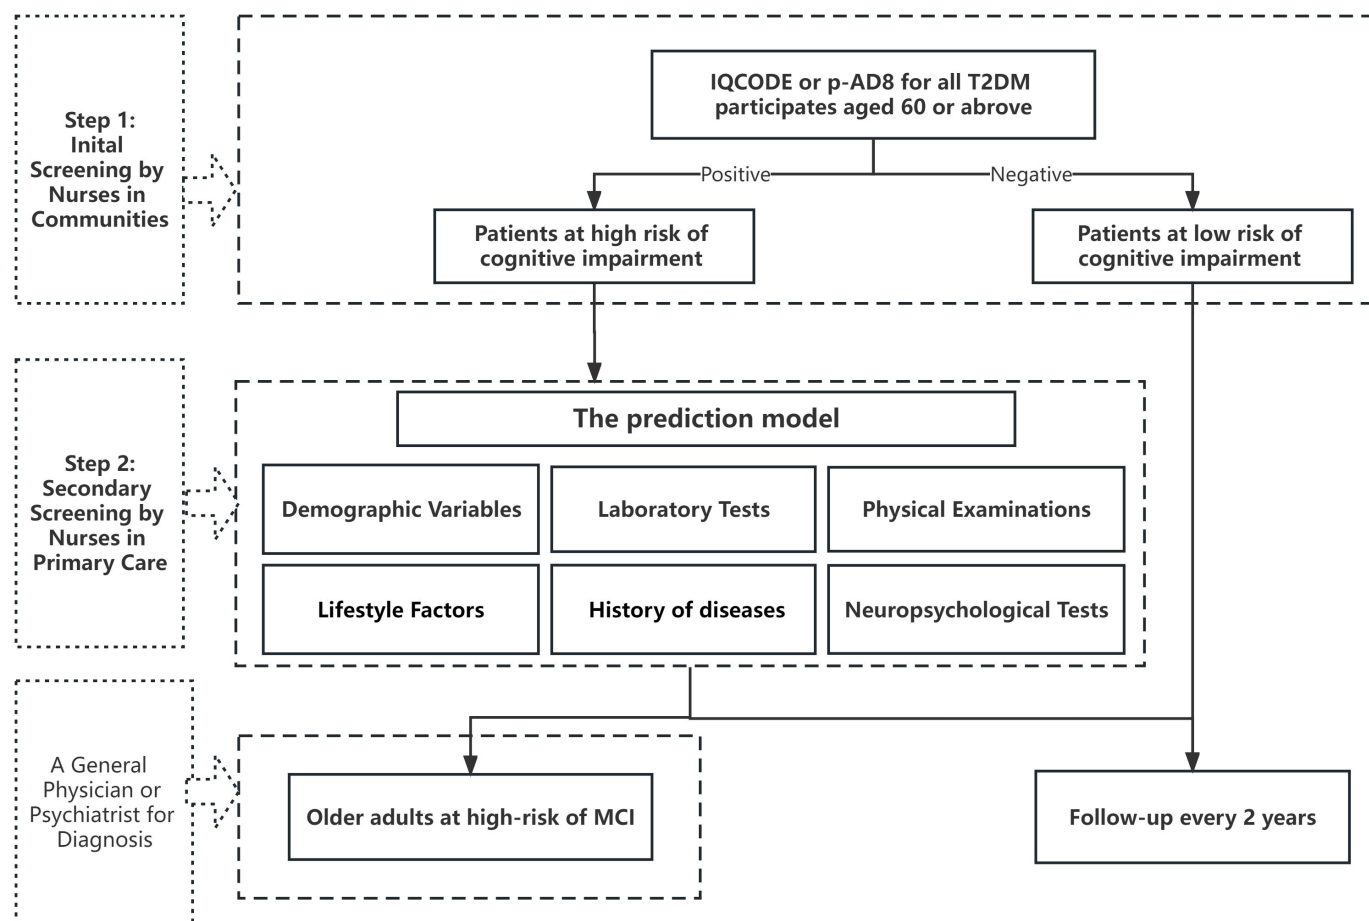 Step 1:
Inital
Screening by
Nurses in
Communities
IQCODE or p-AD8 for all T2DM
participates aged 60 or abrove
Positive
Negative
Patients at high risk of
cognitive impairment
Patients at low risk of
cognitive impairment
Step 2:
Secondary
Screening by
Nurses in
Primary Care
The prediction model
Demographic Variables
Laboratory Tests
Physical Examinations
Lifestyle Factors
History of diseases
Neuropsychological Tests
A General
Physician or
Psychiatrist for
Diagnosis
Older adults at high-risk of MCI
Follow-up every 2 years